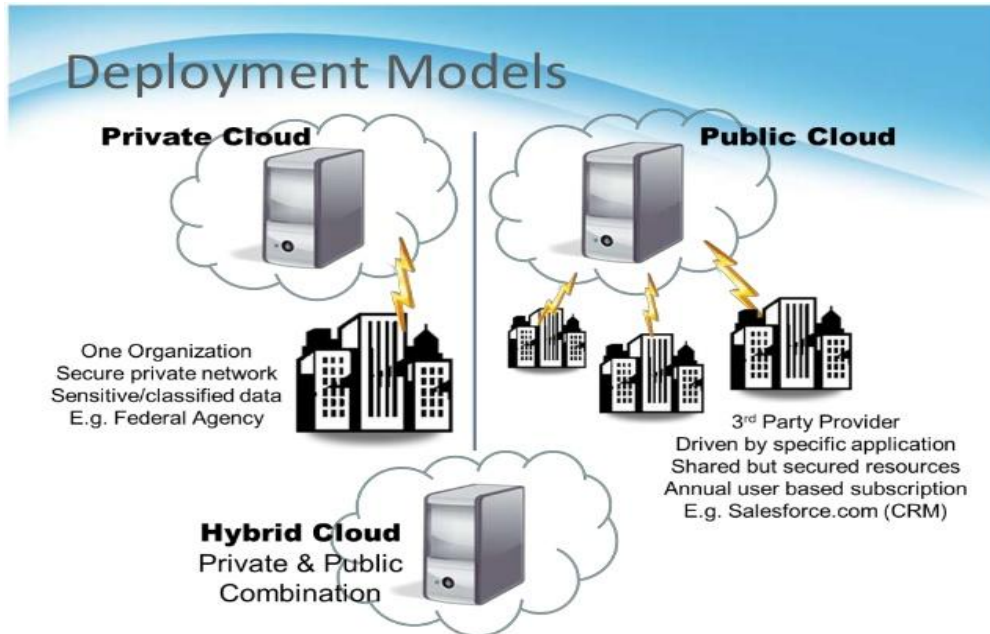 Deployment Models
Private Cloud
One Organization
Secure private network
Sensitive/classified data
E.g. Federal Agency
Public Cloud
3rd Party Provider
Driven by specific application
Shared but secured resources
Annual user based subscription
E.g. Salesforce.com (CRM)
Hybrid Cloud
Private & Public
Combination